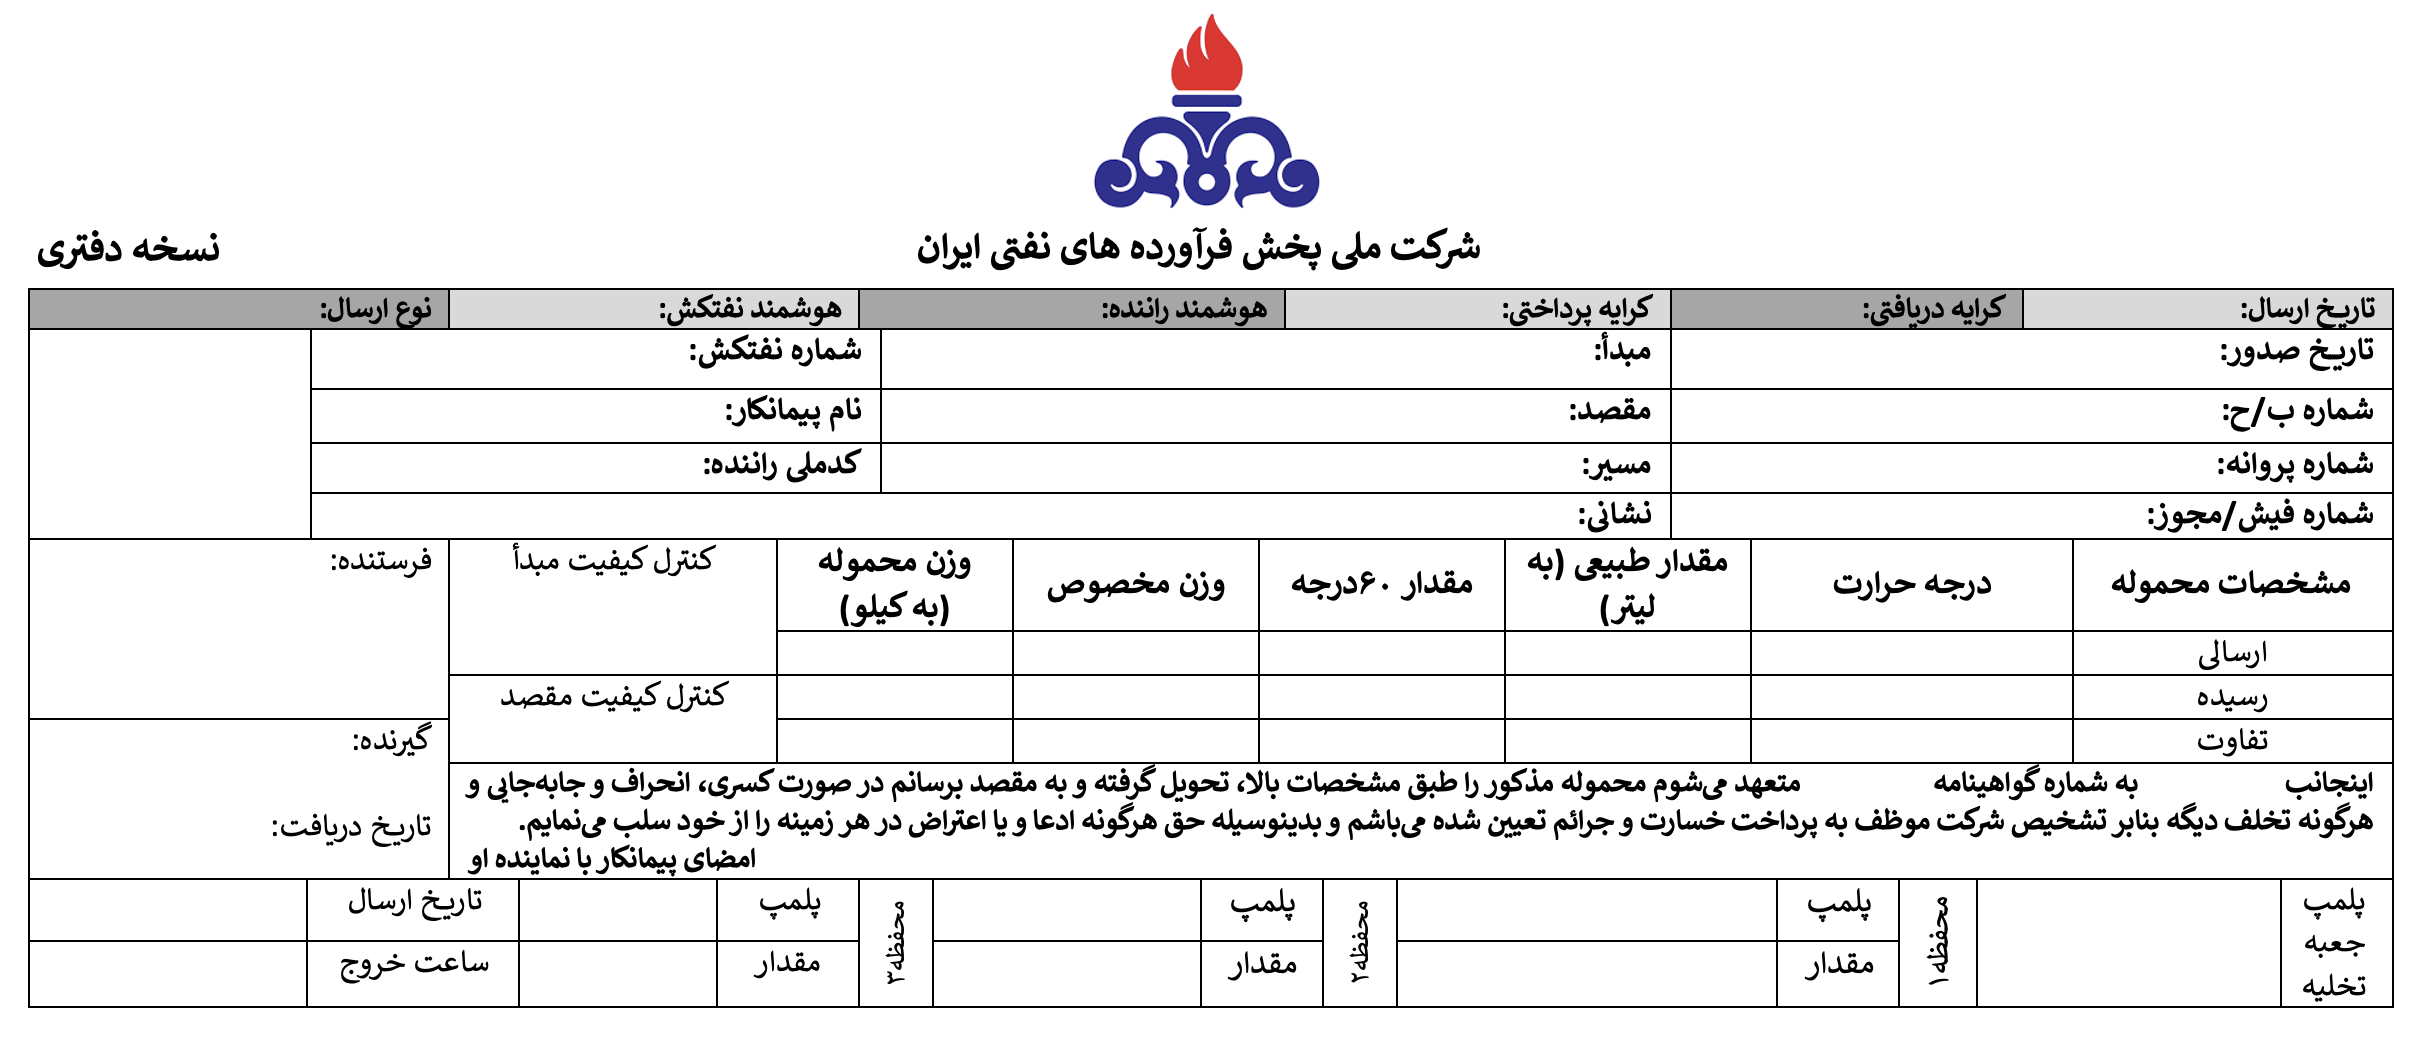 شرکت ملی پخش فرآورده های نفتی ایران
نسخه دفتری
تاریخ ارسال:
کرایه دریافتی:
کرایه پرداختی:
هوشمند راننده:
هوشمند نفتکش:
نوع ارسال:
تاریخ صدور:
مبدأ:
شماره نفتکش:
شماره ب/ح:
مقصد:
نام پیمانکار:
شماره پروانه:
مسیر:
کدملی راننده:
شماره فیش/مجوز:
نشانی:
مشخصات محموله
درجه حرارت
مقدار طبیعی (به
لیتر)
مقدار ۶۰درجه
وزن مخصوص
وزن محموله
(به کیلو)
کنترل کیفیت مبدأ
فرستنده:
ارسالی
رسیده
کنترل کیفیت مقصد
تفاوت
گیرنده:
اینجانب به شماره گواهینامه متعهد می‌شوم محموله مذکور را طبق مشخصات بالا، تحویل گرفته و به مقصد برسانم در صورت کسری، انحراف و جابه‌جایی و
هرگونه تخلف دیگه بنابر تشخیص شرکت موظف به پرداخت خسارت و جرائم تعیین شده می‌باشم و بدینوسیله حق هرگونه ادعا و یا اعتراض در هر زمینه را از خود سلب می‌نمایم.
امضای پیمانکار با نماینده او
تاریخ دریافت:
پلمپ
جعبه
تخلیه
محفظه۱
پلمپ
مقدار
محفظه۲
پلمپ
مقدار
محفظه۳
پلمپ
مقدار
تاریخ ارسال
ساعت خروج